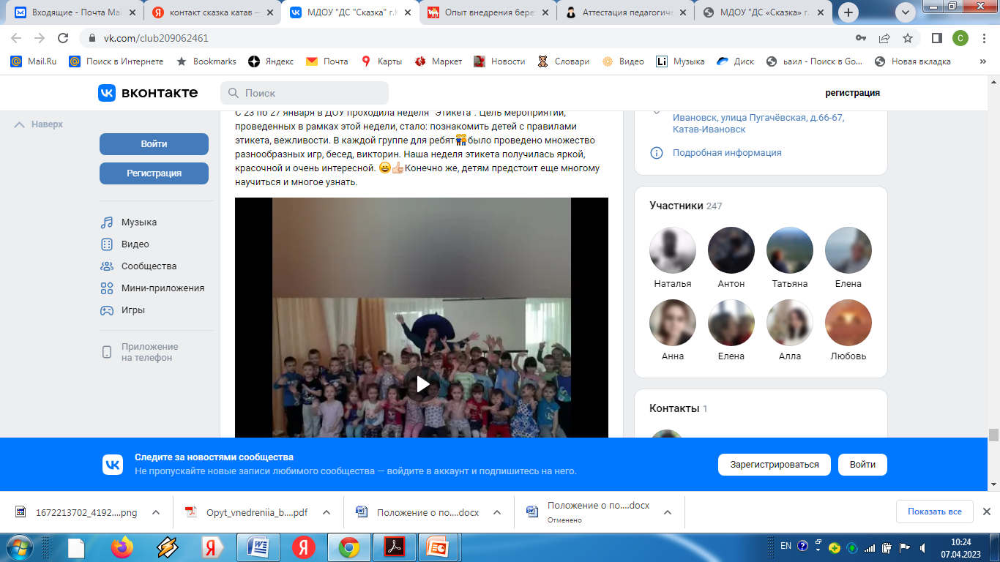 Входящие - Почта Mai
контакт сказка катав —
МДОУ "ДС "Сказка" г.К
Опыт внедрения бере
Аттестация педагогиче
МДОУ "ДС «Сказка» г.
vk.com/club209062461
С
Mail.Ru
Поиск в Интернете
Bookmarks
Яндекс
Почта
Карты
Маркет
Новости
Словари
Видео
Музыка
Диск
ьаил - Поиск в Go...
Новая вкладка
»
вконтакте
Поиск
регистрация
Наверх
Войти
Регистрация
Музыка
Видео
Сообщества
Мини-приложения
Игры
Приложение
на телефон
С 23 по 27 января в ДОУ проходила неделя "Этикета". Цель мероприятий,
проведенных в рамках этой недели, стало: познакомить детей с правилами
этикета, вежливости. В каждой группе для ребят было проведено множество
разнообразных игр, бесед, викторин. Наша неделя этикета получилась яркой,
красочной и очень интересной. 😄👍Конечно же, детям предстоит еще многому
научиться и многое узнать.
Ивановск, улица Пугачёвская, д.66-67,
Катав-Ивановск
Подробная информация
Участники 247
Наталья
Антон
Татьяна
Елена
Анна
Елена
Алла
Любовь
Контакты 1
Следите за новостями сообщества
Не пропускайте новые записи любимого сообщества — войдите в аккаунт и подпишитесь на него.
Зарегистрироваться
Войти
1672213702_4192....png
Opyt_vnedreniia_b....pdf
Положение о по....docx
Положение о по....docx
Отменено
Показать все
EN
10:24
07.04.2023